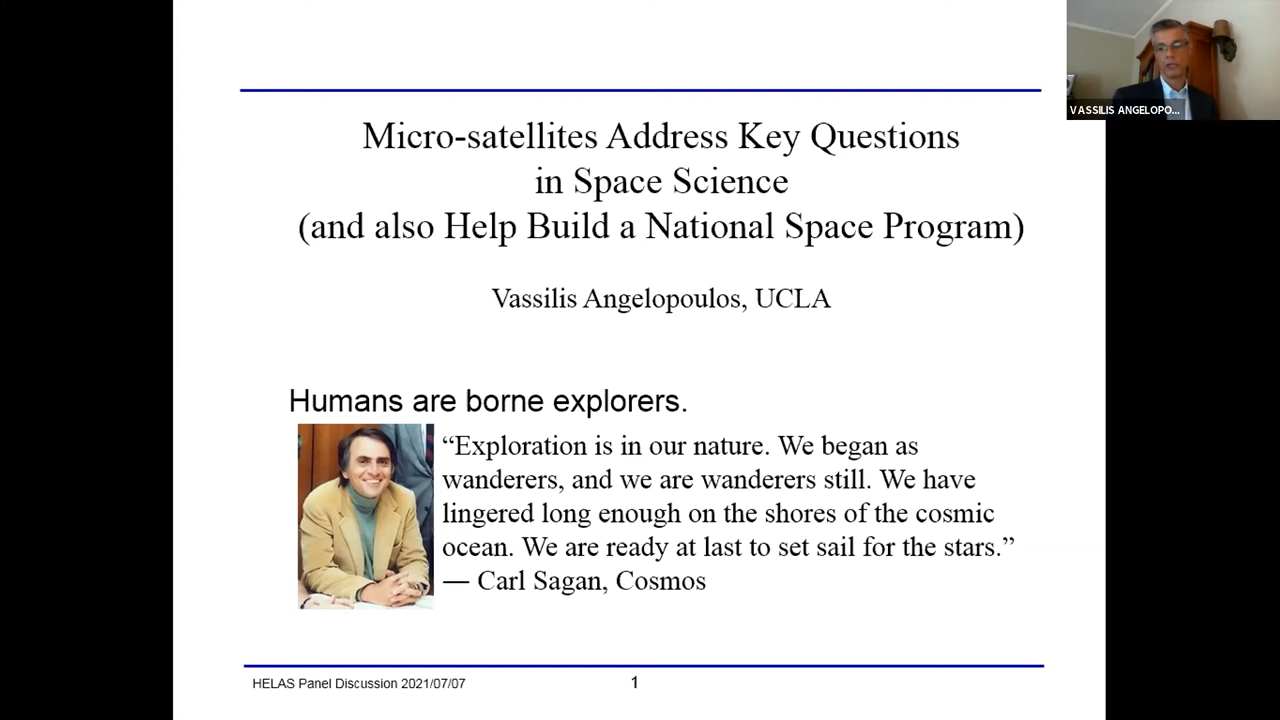 VASSILIS ANGELOPO...
Micro-satellites Address Key Questions
in Space Science
(and also Help Build a National Space Program)
Vassilis Angelopoulos, UCLA
Humans are borne explorers.
“Exploration is in our nature. We began as
wanderers, and we are wanderers still. We have
lingered long enough on the shores of the cosmic
ocean. We are ready at last to set sail for the stars.”
— Carl Sagan, Cosmos
HELAS Panel Discussion 2021/07/07
1